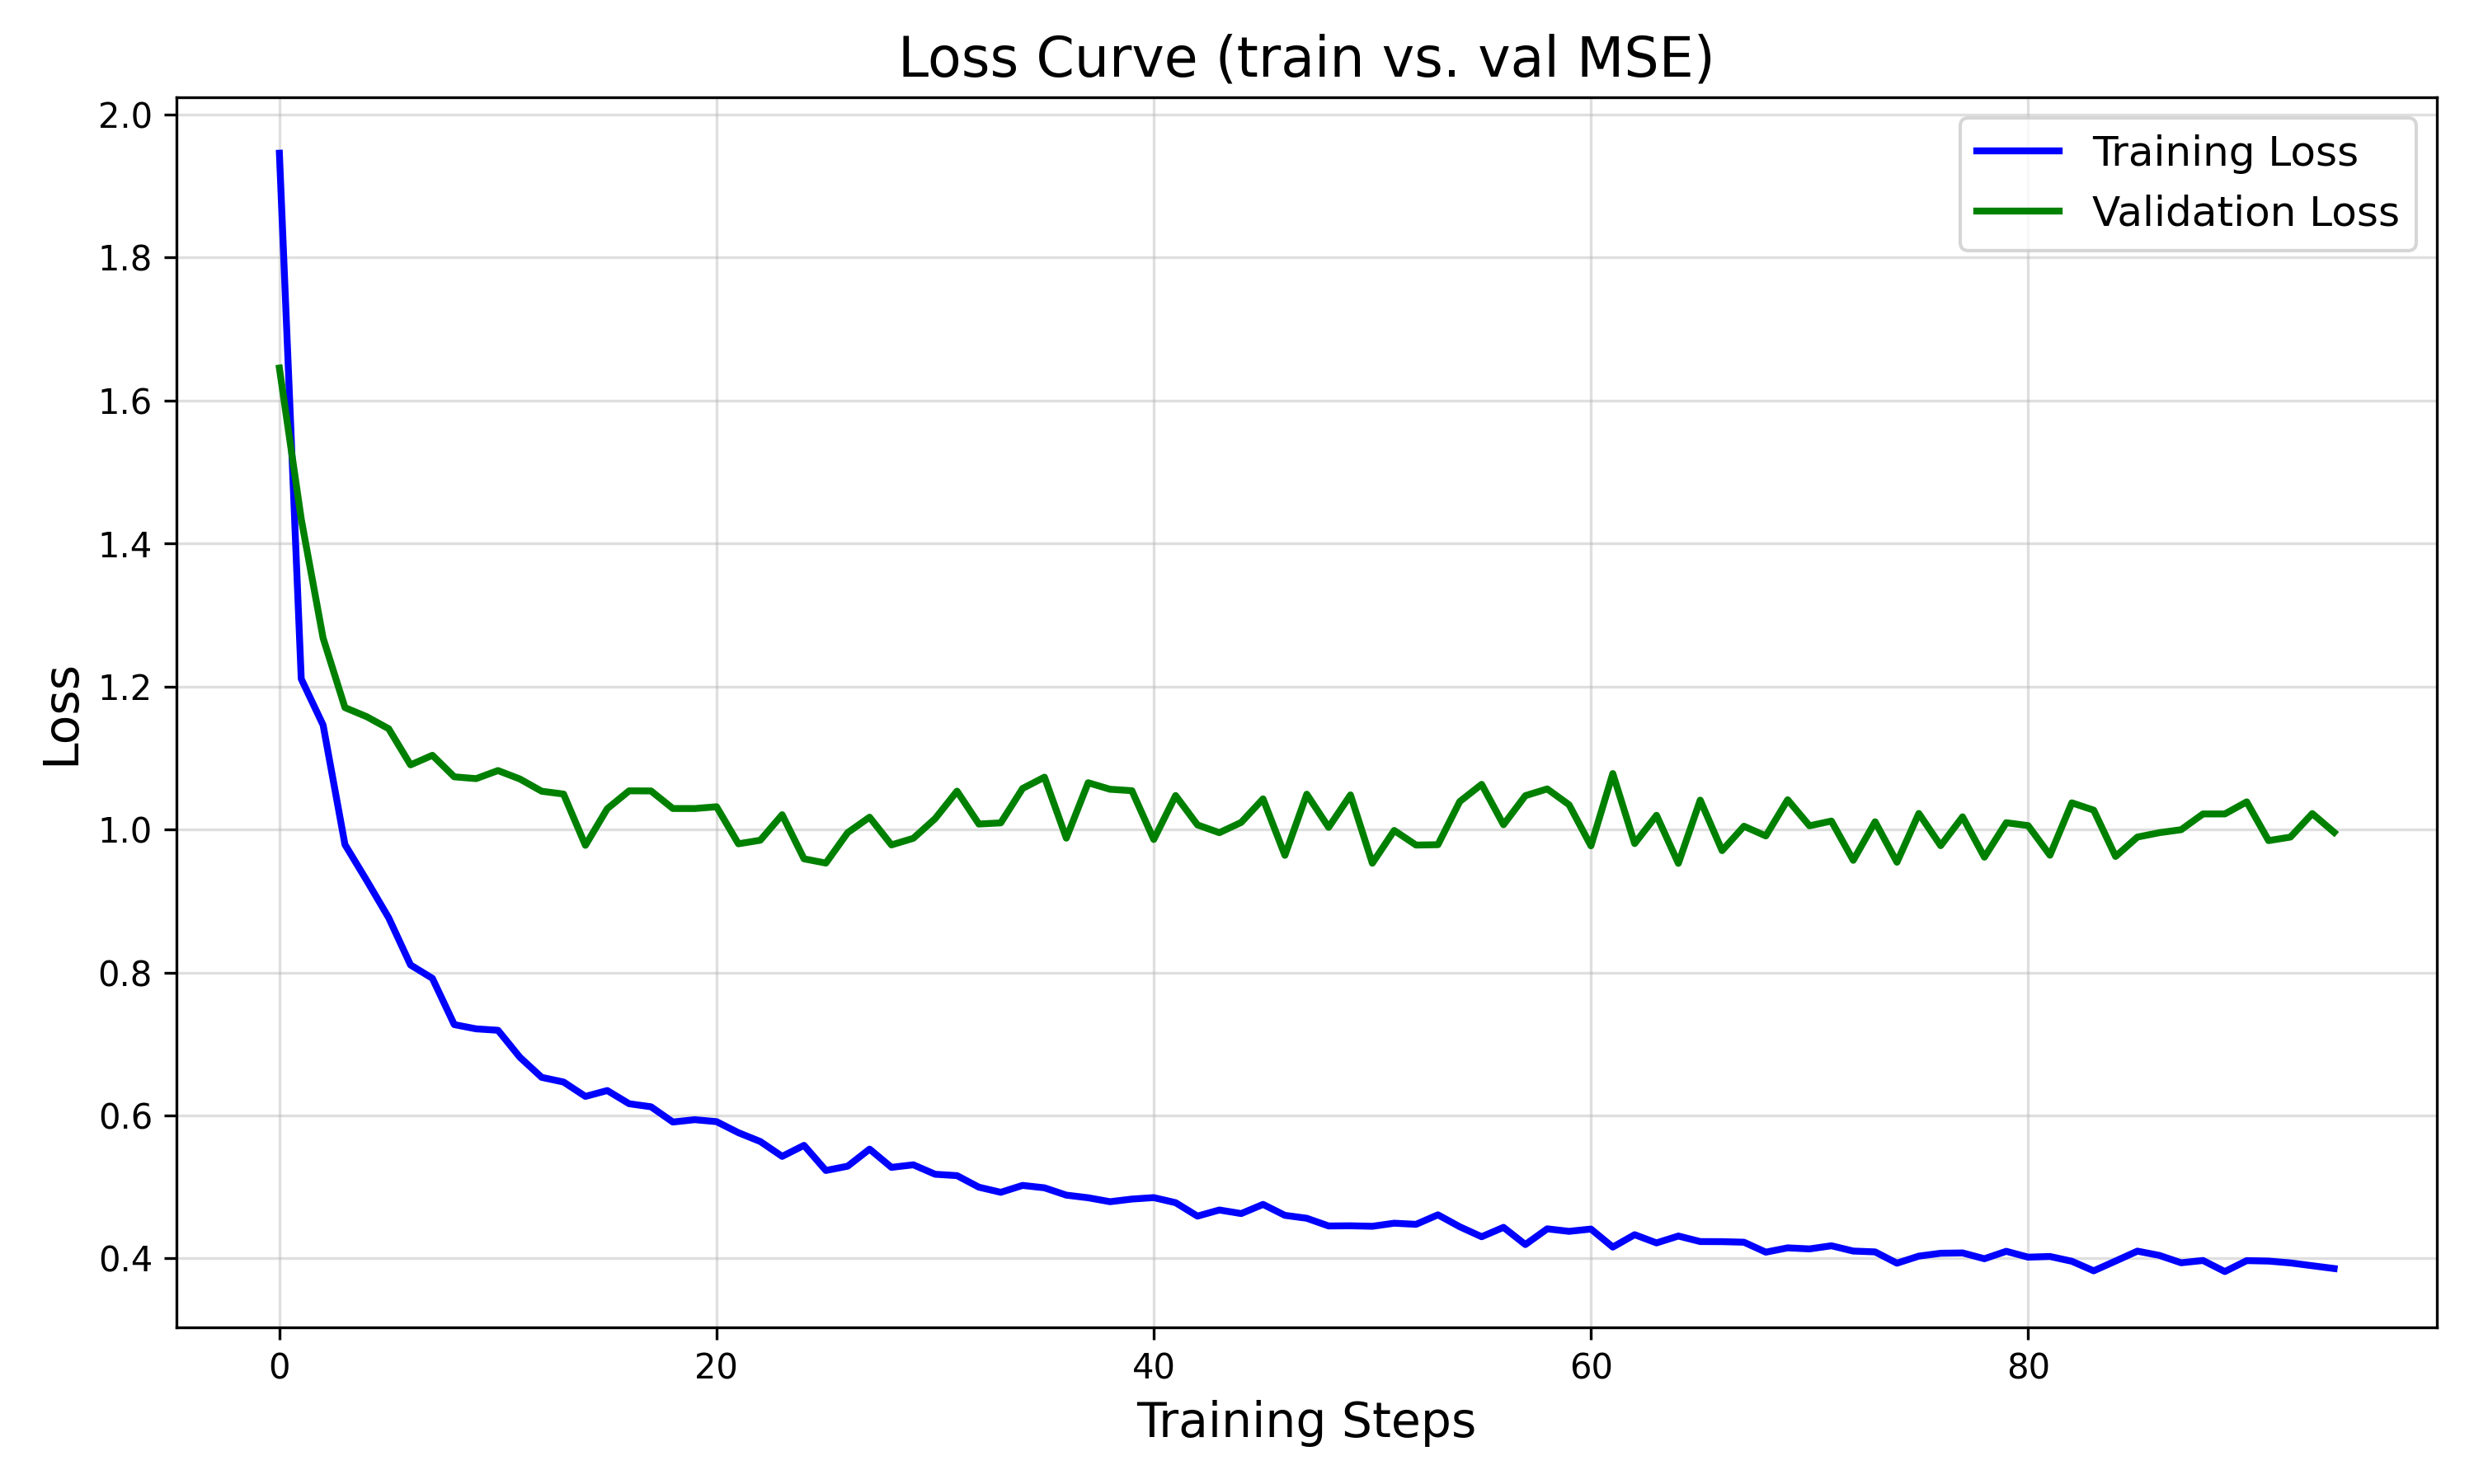 Loss Curve (train vs. val MSE)
Training Loss
Validation Loss
2.0
1.8
1.6
1.4
1.2
1.0
0.8
0.6
0.4
Loss
0 20 40 60 80
Training Steps